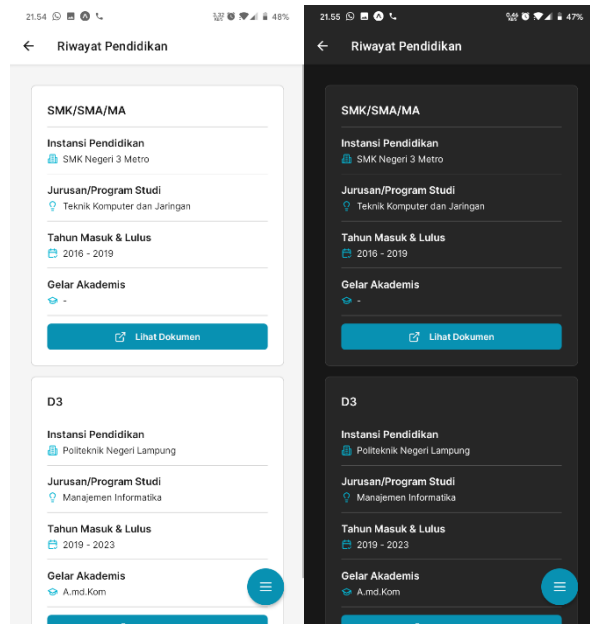 21.54
48%
Riwayat Pendidikan
SMK/SMA/MA
Instansi Pendidikan
SMK Negeri 3 Metro
Jurusan/Program Studi
Teknik Komputer dan Jaringan
Tahun Masuk & Lulus
2016 - 2019
Gelar Akademis
-
Lihat Dokumen
D3
Instansi Pendidikan
Politeknik Negeri Lampung
Jurusan/Program Studi
Manajemen Informatika
Tahun Masuk & Lulus
2019 - 2023
Gelar Akademis
A.md.Kom
21.55
47%
Riwayat Pendidikan
SMK/SMA/MA
Instansi Pendidikan
SMK Negeri 3 Metro
Jurusan/Program Studi
Teknik Komputer dan Jaringan
Tahun Masuk & Lulus
2016 - 2019
Gelar Akademis
-
Lihat Dokumen
D3
Instansi Pendidikan
Politeknik Negeri Lampung
Jurusan/Program Studi
Manajemen Informatika
Tahun Masuk & Lulus
2019 - 2023
Gelar Akademis
A.md.Kom